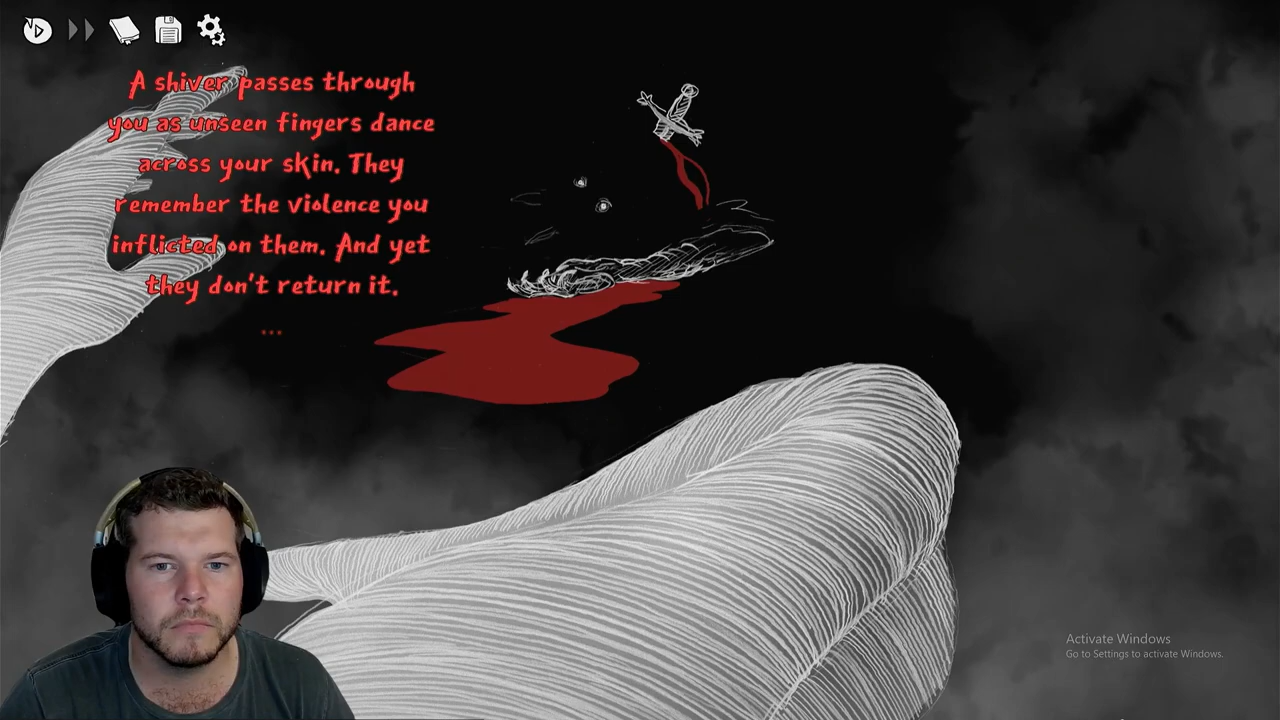 A shiver passes through
you as unseen fingers dance
across your skin. They
remember the violence you
inflicted on them. And yet
they don't return it.
...
Activate Windows
Go to Settings to activate Windows.